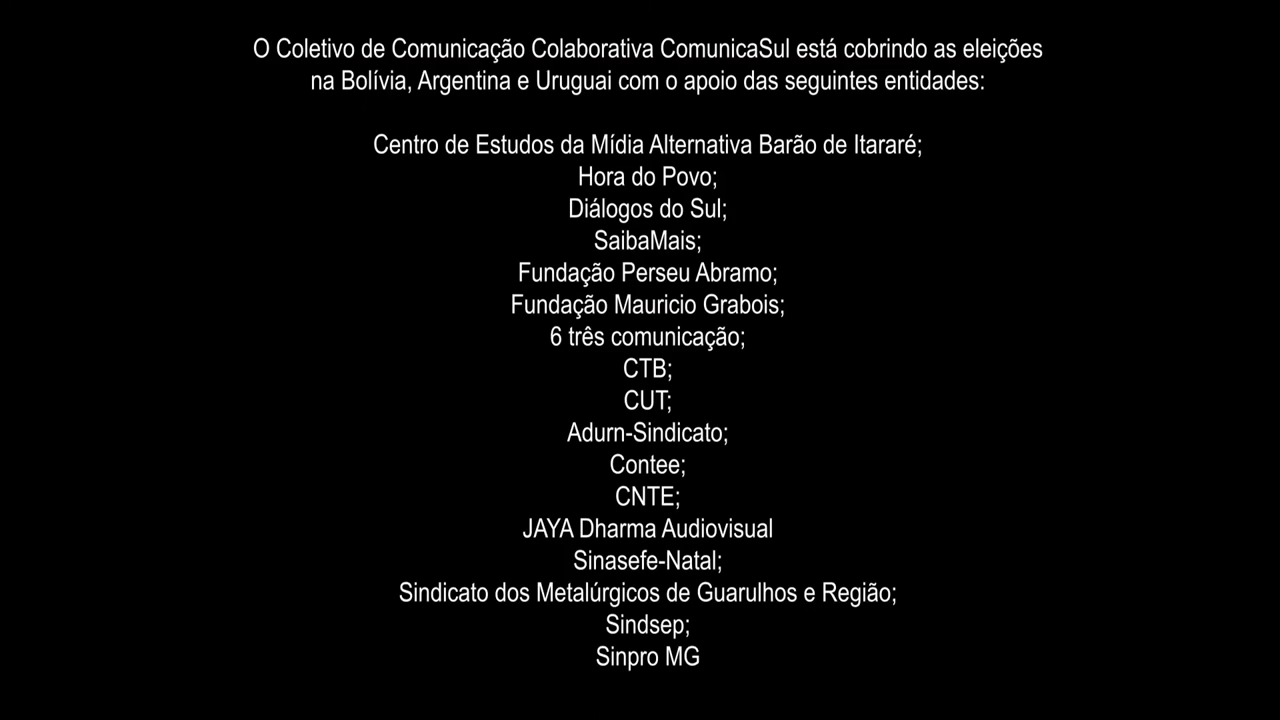 O Coletivo de Comunicação Colaborativa ComunicaSul está cobrindo as eleições
na Bolívia, Argentina e Uruguai com o apoio das seguintes entidades:
Centro de Estudos da Mídia Alternativa Barão de Itararé;
Hora do Povo;
Diálogos do Sul;
SaibaMais;
Fundação Perseu Abramo;
Fundação Mauricio Grabois;
6 três comunicação;
CTB;
CUT;
Adurn-Sindicato;
Contee;
CNTE;
JAYA Dharma Audiovisual
Sinasefe-Natal;
Sindicato dos Metalúrgicos de Guarulhos e Região;
Sindsep;
Sinpro MG